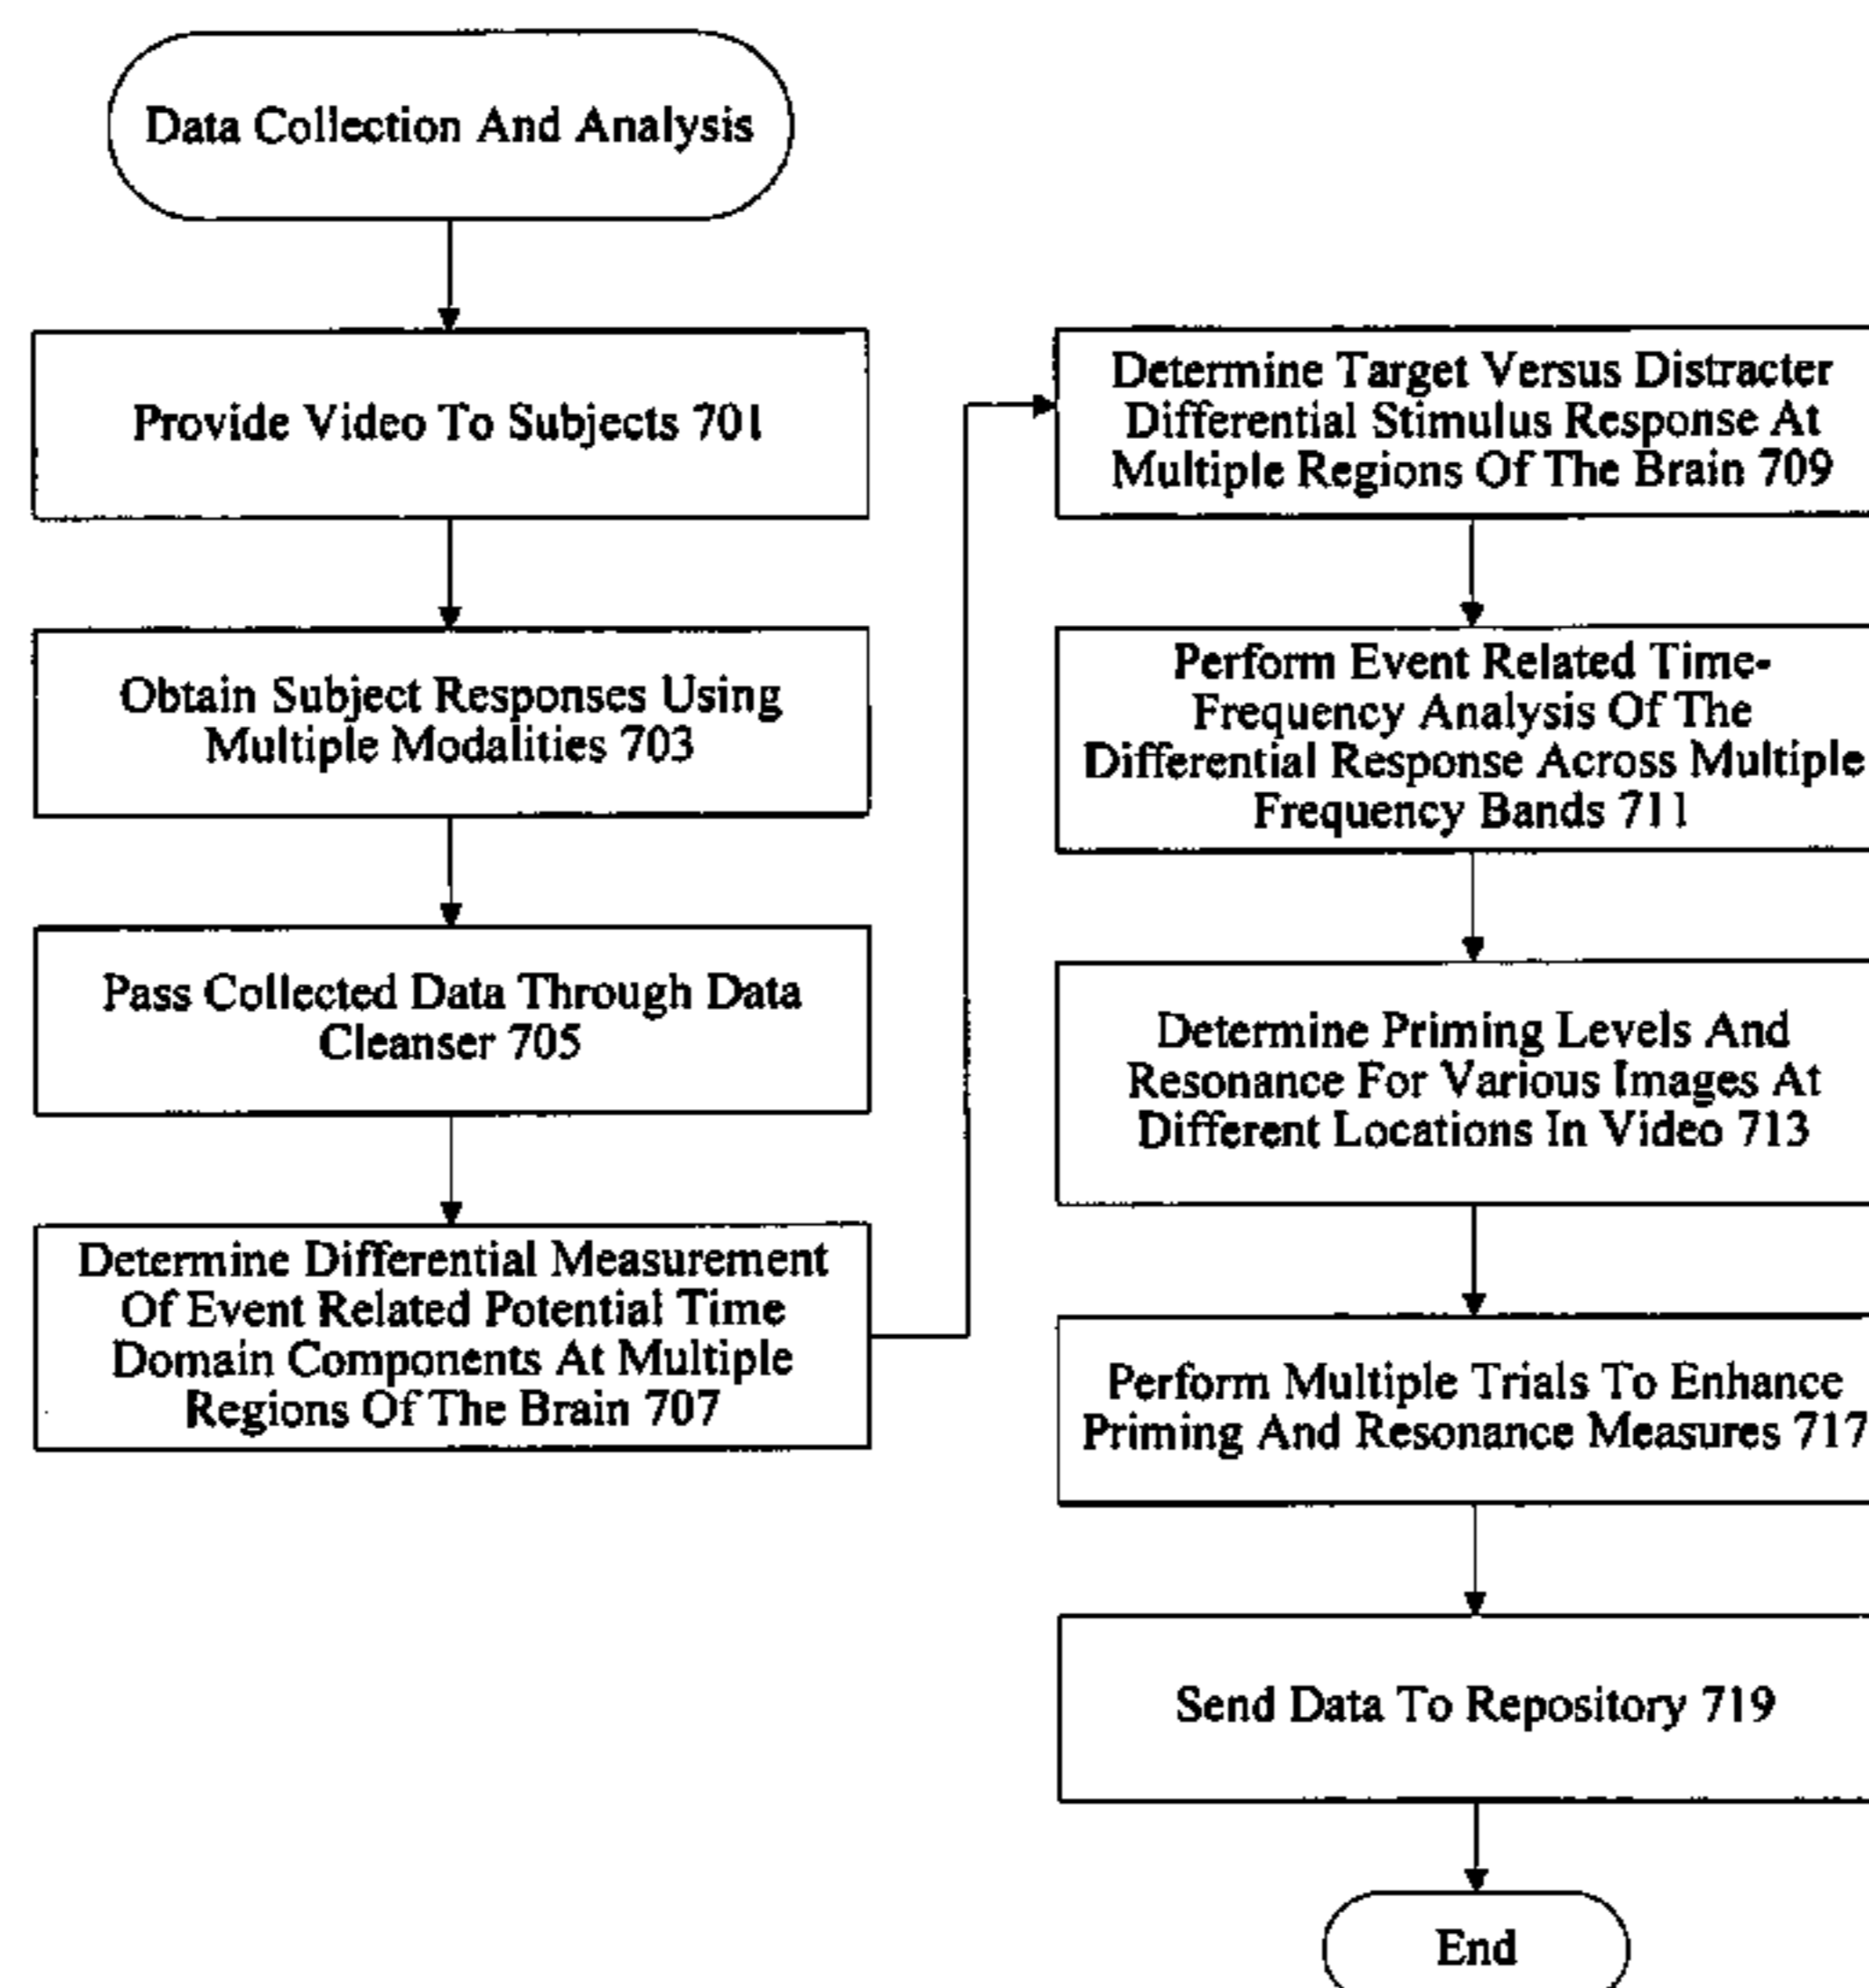 Data Collection And Analysis
Provide Video To Subjects 701
Obtain Subject Responses Using
Multiple Modalities 703
Pass Collected Data Through Data
Cleanser 705
Determine Differential Measurement
Of Event Related Potential Time
Domain Components At Multiple
Regions Of The Brain 707
Determine Target Versus Distracter
Differential Stimulus Response At
Multiple Regions Of The Brain 709
Perform Event Related Time-
Frequency Analysis Of The
Differential Response Across Multiple
Frequency Bands 711
Determine Priming Levels And
Resonance For Various Images At
Different Locations In Video 713
Perform Multiple Trials To Enhance
Priming And Resonance Measures 717
Send Data To Repository 719
End